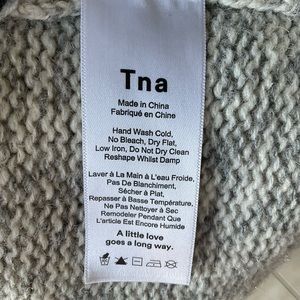 Tna
Made in China
Fabriqué en Chine
Hand Wash Cold,
No Bleach, Dry Flat,
Low Iron, Do Not Dry Clean
Reshape Whilst Damp
Laver à La Main à L'eau Froide,
Pas De Blanchiment,
Sécher à Plat,
Repasser à Basse Température.
Ne Pas Nettoyer à Sec
Remodeler Pendant Que
L'article Est Encore Humide
A little love
goes a long way.